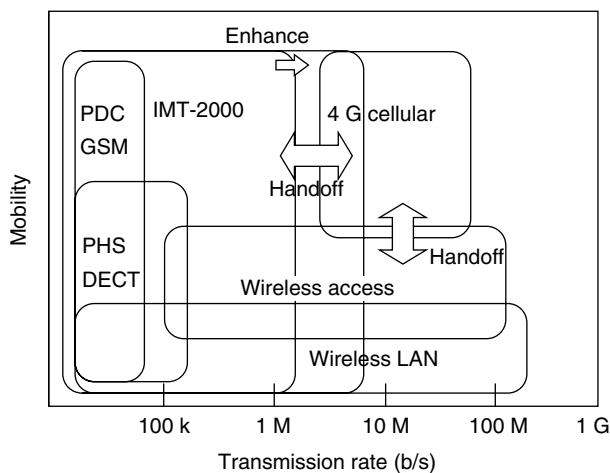 Enhance
PDC
GSM
IMT-2000
4 G cellular
Handoff
PHS
DECT
Handoff
Wireless access
Wireless LAN
Mobility
100 k
1 M
10 M
100 M
1 G
Transmission rate (b/s)